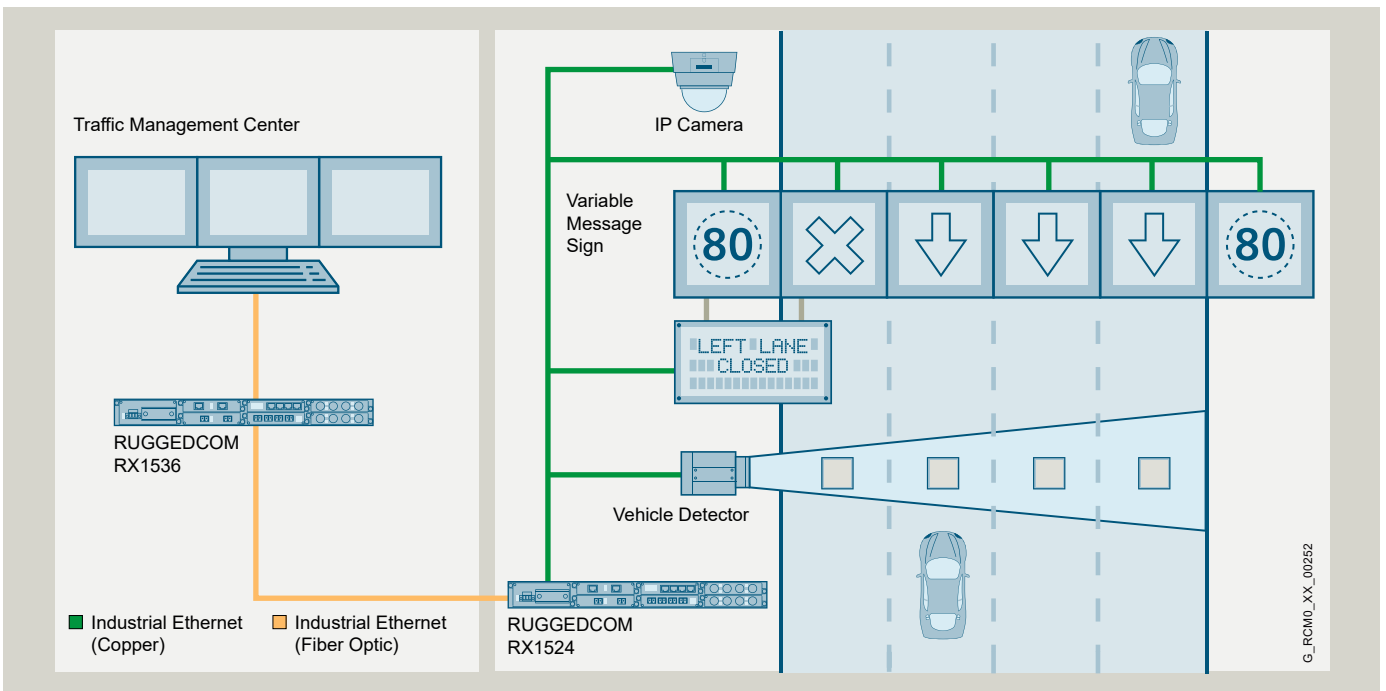 Traffic Management Center
RUGGEDCOM
RX1536
Industrial Ethernet
(Copper)
Industrial Ethernet
(Fiber Optic)
IP Camera
Variable
Message
Sign
80
80
LEFT LANE
CLOSED
Vehicle Detector
RUGGEDCOM
RX1524
G_RCM0_XX_00252